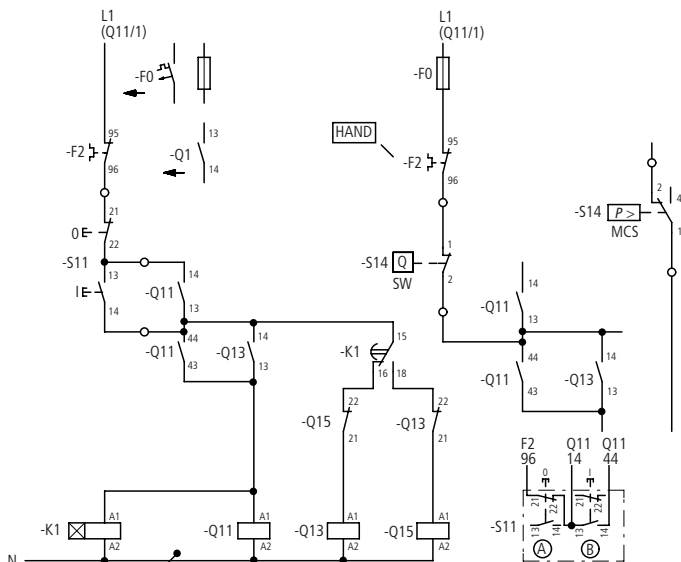 L1
(Q11/1)
-F0
95
-F2
96
13
-Q1
14
21
0
22
-S11
13
I
14
14
-Q11
13
44
-Q11
43
14
-Q13
13
15
-K1
16 18
22
-Q15
21
22
-Q13
21
A1
-K1
A2
A1
-Q11
A2
A1
-Q13
A2
A1
-Q15
A2
N
L1
(Q11/1)
-F0
HAND
95
-F2
96
1
-S14 Q
SW
2
14
-Q11
13
44
-Q11
43
14
-Q13
13
2 4
-S14 P >
MCS
1
F2 Q11 Q11
96 14 44
0 I
21 22 21 22
-S11
13 14 13 14
A B